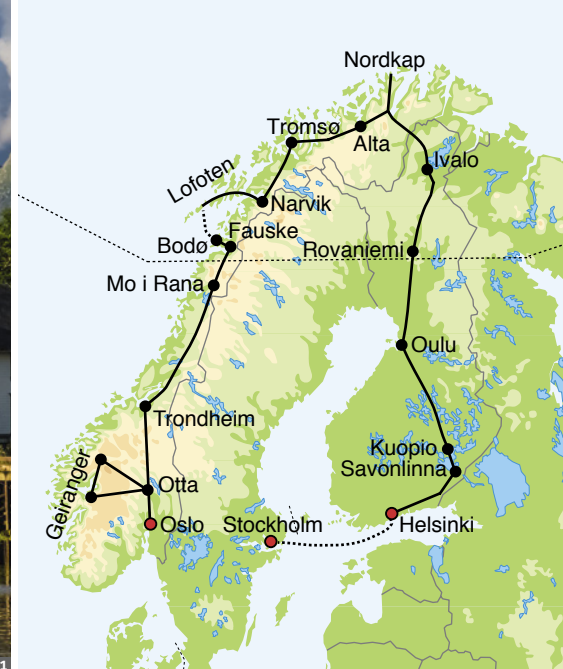 Nordkap
Tromsø
Alta
Ivalo
Lofoten
Narvik
Fauske
Bodø
Rovaniemi
Mo i Rana
Oulu
Trondheim
Kuopio
Savonlinna
Geiranger
Otta
Oslo
Stockholm
Helsinki
1